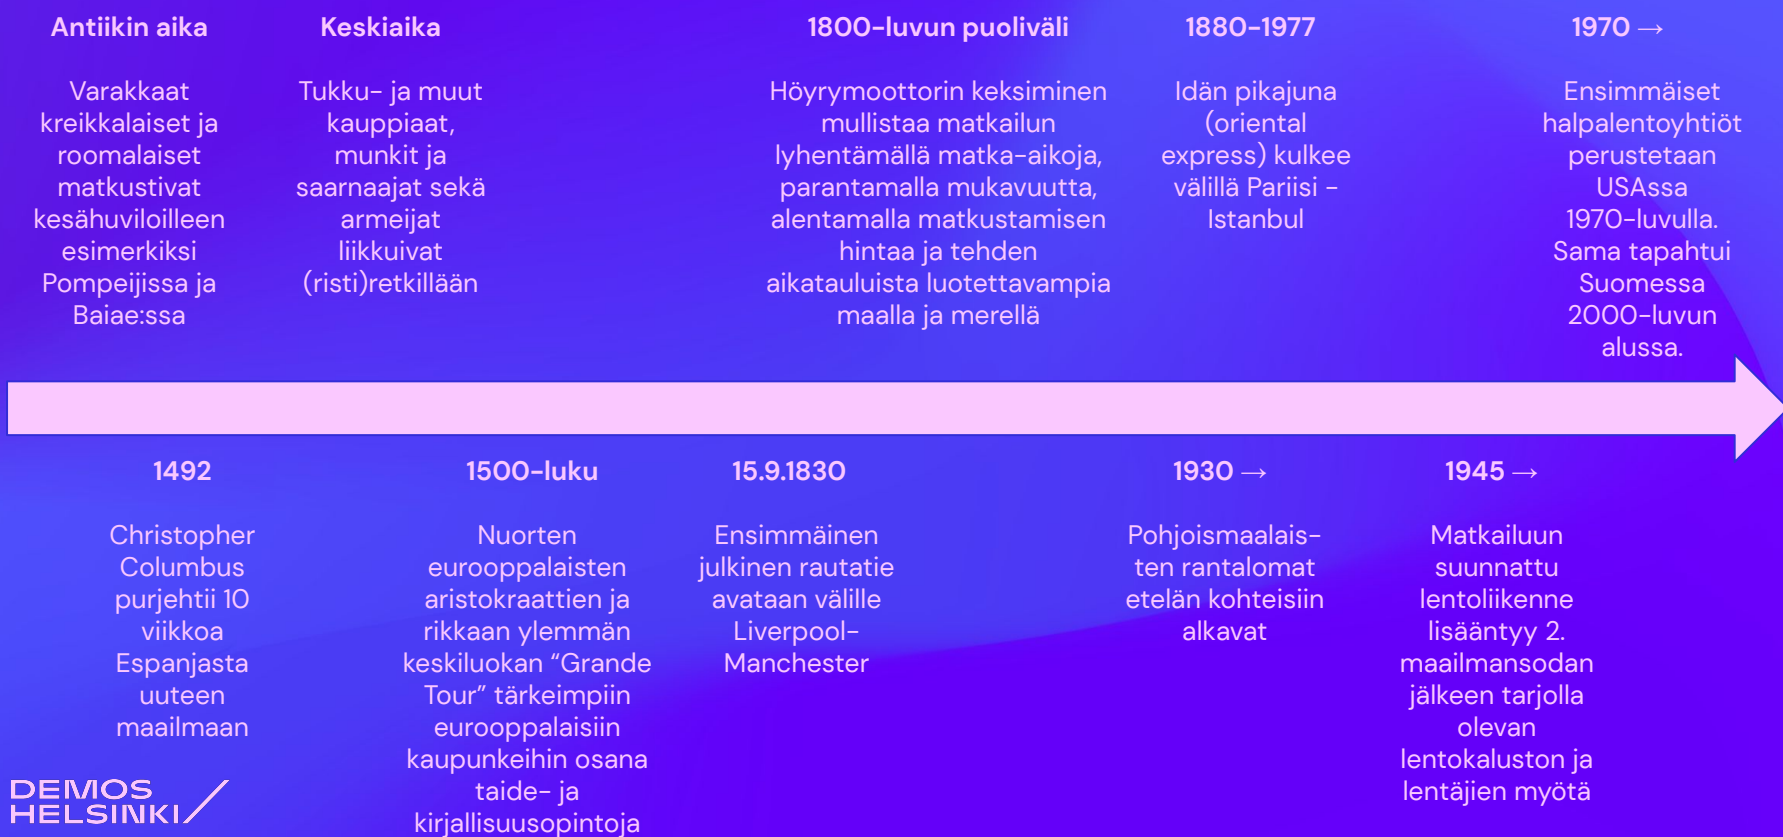 Antiikin aika
Varakkaat
kreikkalaiset ja
roomalaiset
matkustivat
kesähuviloilleen
esimerkiksi
Pompeijissa ja
Baiae:ssa
Keskiaika
Tukku- ja muut
kauppiaat,
munkit ja
saarnaajat sekä
armeijat
liikkuivat
(risti)retkillään
1800-luvun puoliväli
Höyrymoottorin keksiminen
mullistaa matkailun
lyhentämällä matka-aikoja,
parantamalla mukavuutta,
alentamalla matkustamisen
hintaa ja tehden
aikatauluista luotettavampia
maalla ja merellä
1880-1977
Idän pikajuna
(oriental
express) kulkee
välillä Pariisi -
Istanbul
1970 →
Ensimmäiset
halpalentoyhtiöt
perustetaan
USAssa
1970-luvulla.
Sama tapahtui
Suomessa
2000-luvun
alussa.
1492
Christopher
Columbus
purjehtii 10
viikkoa
Espanjasta
uuteen
maailmaan
1500-luku
Nuorten
eurooppalaisten
aristokraattien ja
rikkaan ylemmän
keskiluokan “Grande
Tour” tärkeimpiin
eurooppalaisiin
kaupunkeihin osana
taide- ja
kirjallisuusopintoja
15.9.1830
Ensimmäinen
julkinen rautatie
avataan välille
Liverpool-
Manchester
1930 →
Pohjoismaalais-
ten rantalomat
etelän kohteisiin
alkavat
1945 →
Matkailuun
suunnattu
lentoliikenne
lisääntyy 2.
maailmansodan
jälkeen tarjolla
olevan
lentokaluston ja
lentäjien myötä
DEMOS
HELSINKI